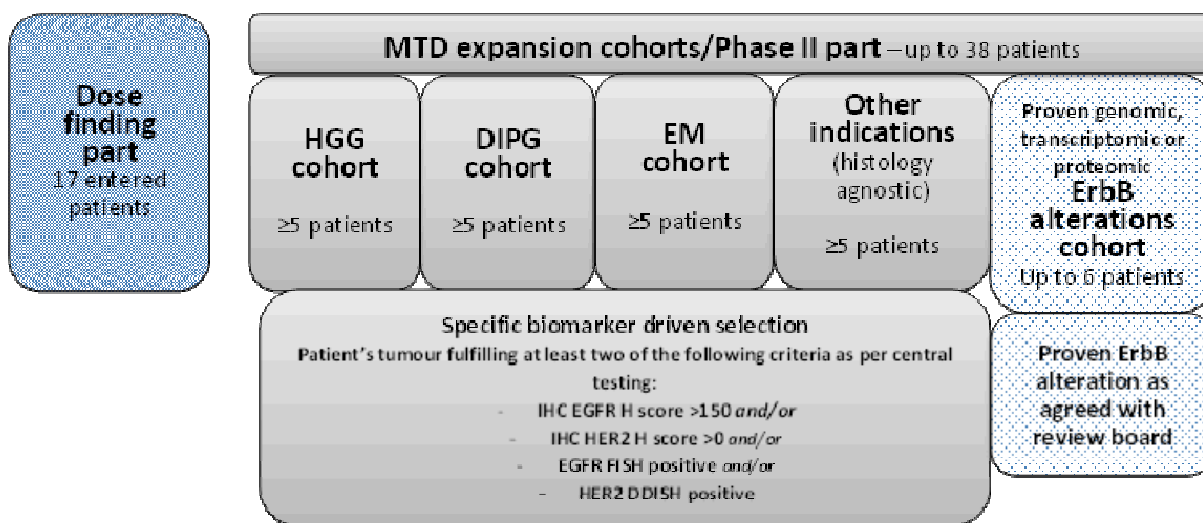 Dose
finding
part
17 entered
patients
MTD expansion cohorts/Phase II part – up to 38 patients
HGG
cohort
≥5 patients
DIPG
cohort
≥5 patients
EM
cohort
≥5 patients
Other
indications
(histology
agnostic)
≥5 patients
Proven genomic,
transcriptomic or
proteomic
ErbB
alterations
cohort
Up to 6 patients
Specific biomarker driven selection
Patient's tumour fulfilling at least two of the following criteria as per central
testing:
- IHC EGFR H score >150 and/or
- IHC HER2 H score >0 and/or
- EGFR FISH positive and/or
- HER2 DDISH positive
Proven ErbB
alteration as
agreed with
review board